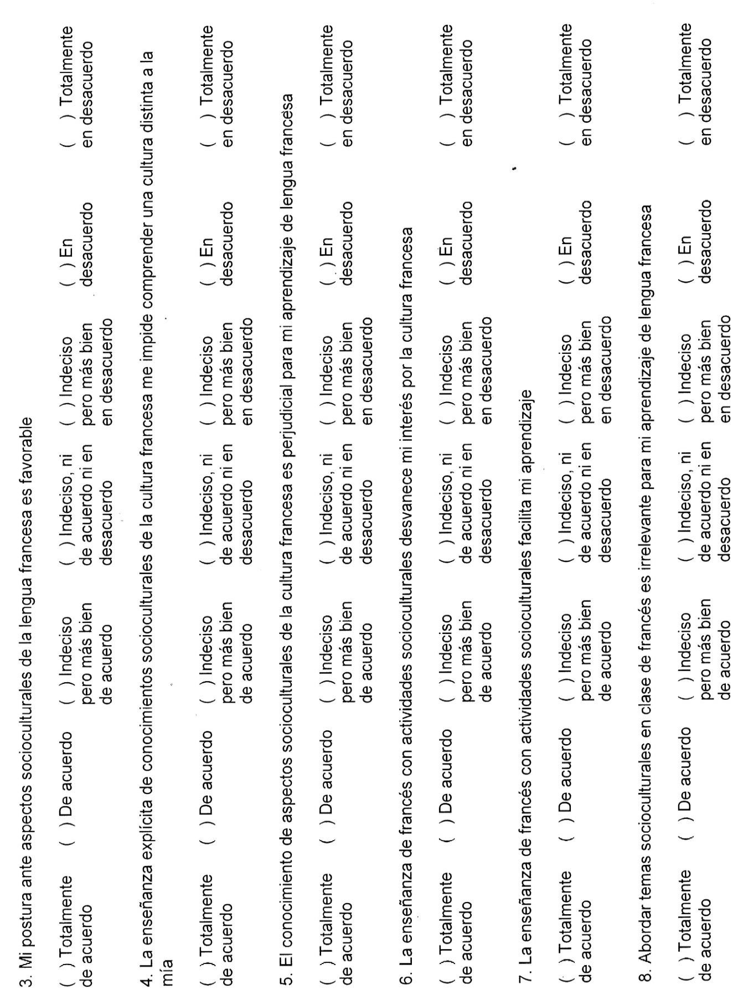 3. Mi postura ante aspectos socioculturales de la lengua francesa es favorable
( ) Totalmente de acuerdo
( ) De acuerdo
( ) Indeciso pero más bien de acuerdo
( ) Indeciso, ni de acuerdo ni en desacuerdo
( ) Indeciso pero más bien en desacuerdo
( ) En desacuerdo
( ) Totalmente en desacuerdo
4. La enseñanza explícita de conocimientos socioculturales de la cultura francesa me impide comprender una cultura distinta a la
mía
( ) Totalmente de acuerdo
( ) De acuerdo
( ) Indeciso pero más bien de acuerdo
( ) Indeciso, ni de acuerdo ni en desacuerdo
( ) Indeciso pero más bien en desacuerdo
( ) En desacuerdo
( ) Totalmente en desacuerdo
5. El conocimiento de aspectos socioculturales de la cultura francesa es perjudicial para mi aprendizaje de lengua francesa
( ) Totalmente de acuerdo
( ) De acuerdo
( ) Indeciso pero más bien de acuerdo
( ) Indeciso, ni de acuerdo ni en desacuerdo
( ) Indeciso pero más bien en desacuerdo
( ) En desacuerdo
( ) Totalmente en desacuerdo
6. La enseñanza de francés con actividades socioculturales desvanece mi interés por la cultura francesa
( ) Totalmente de acuerdo
( ) De acuerdo
( ) Indeciso pero más bien de acuerdo
( ) Indeciso, ni de acuerdo ni en desacuerdo
( ) Indeciso pero más bien en desacuerdo
( ) En desacuerdo
( ) Totalmente en desacuerdo
7. La enseñanza de francés con actividades socioculturales facilita mi aprendizaje
( ) Totalmente de acuerdo
( ) De acuerdo
( ) Indeciso pero más bien de acuerdo
( ) Indeciso, ni de acuerdo ni en desacuerdo
( ) Indeciso pero más bien en desacuerdo
( ) En desacuerdo
( ) Totalmente en desacuerdo
8. Abordar temas socioculturales en clase de francés es irrelevante para mi aprendizaje de lengua francesa
( ) Totalmente de acuerdo
( ) De acuerdo
( ) Indeciso pero más bien de acuerdo
( ) Indeciso, ni de acuerdo ni en desacuerdo
( ) Indeciso pero más bien en desacuerdo
( ) En desacuerdo
( ) Totalmente en desacuerdo